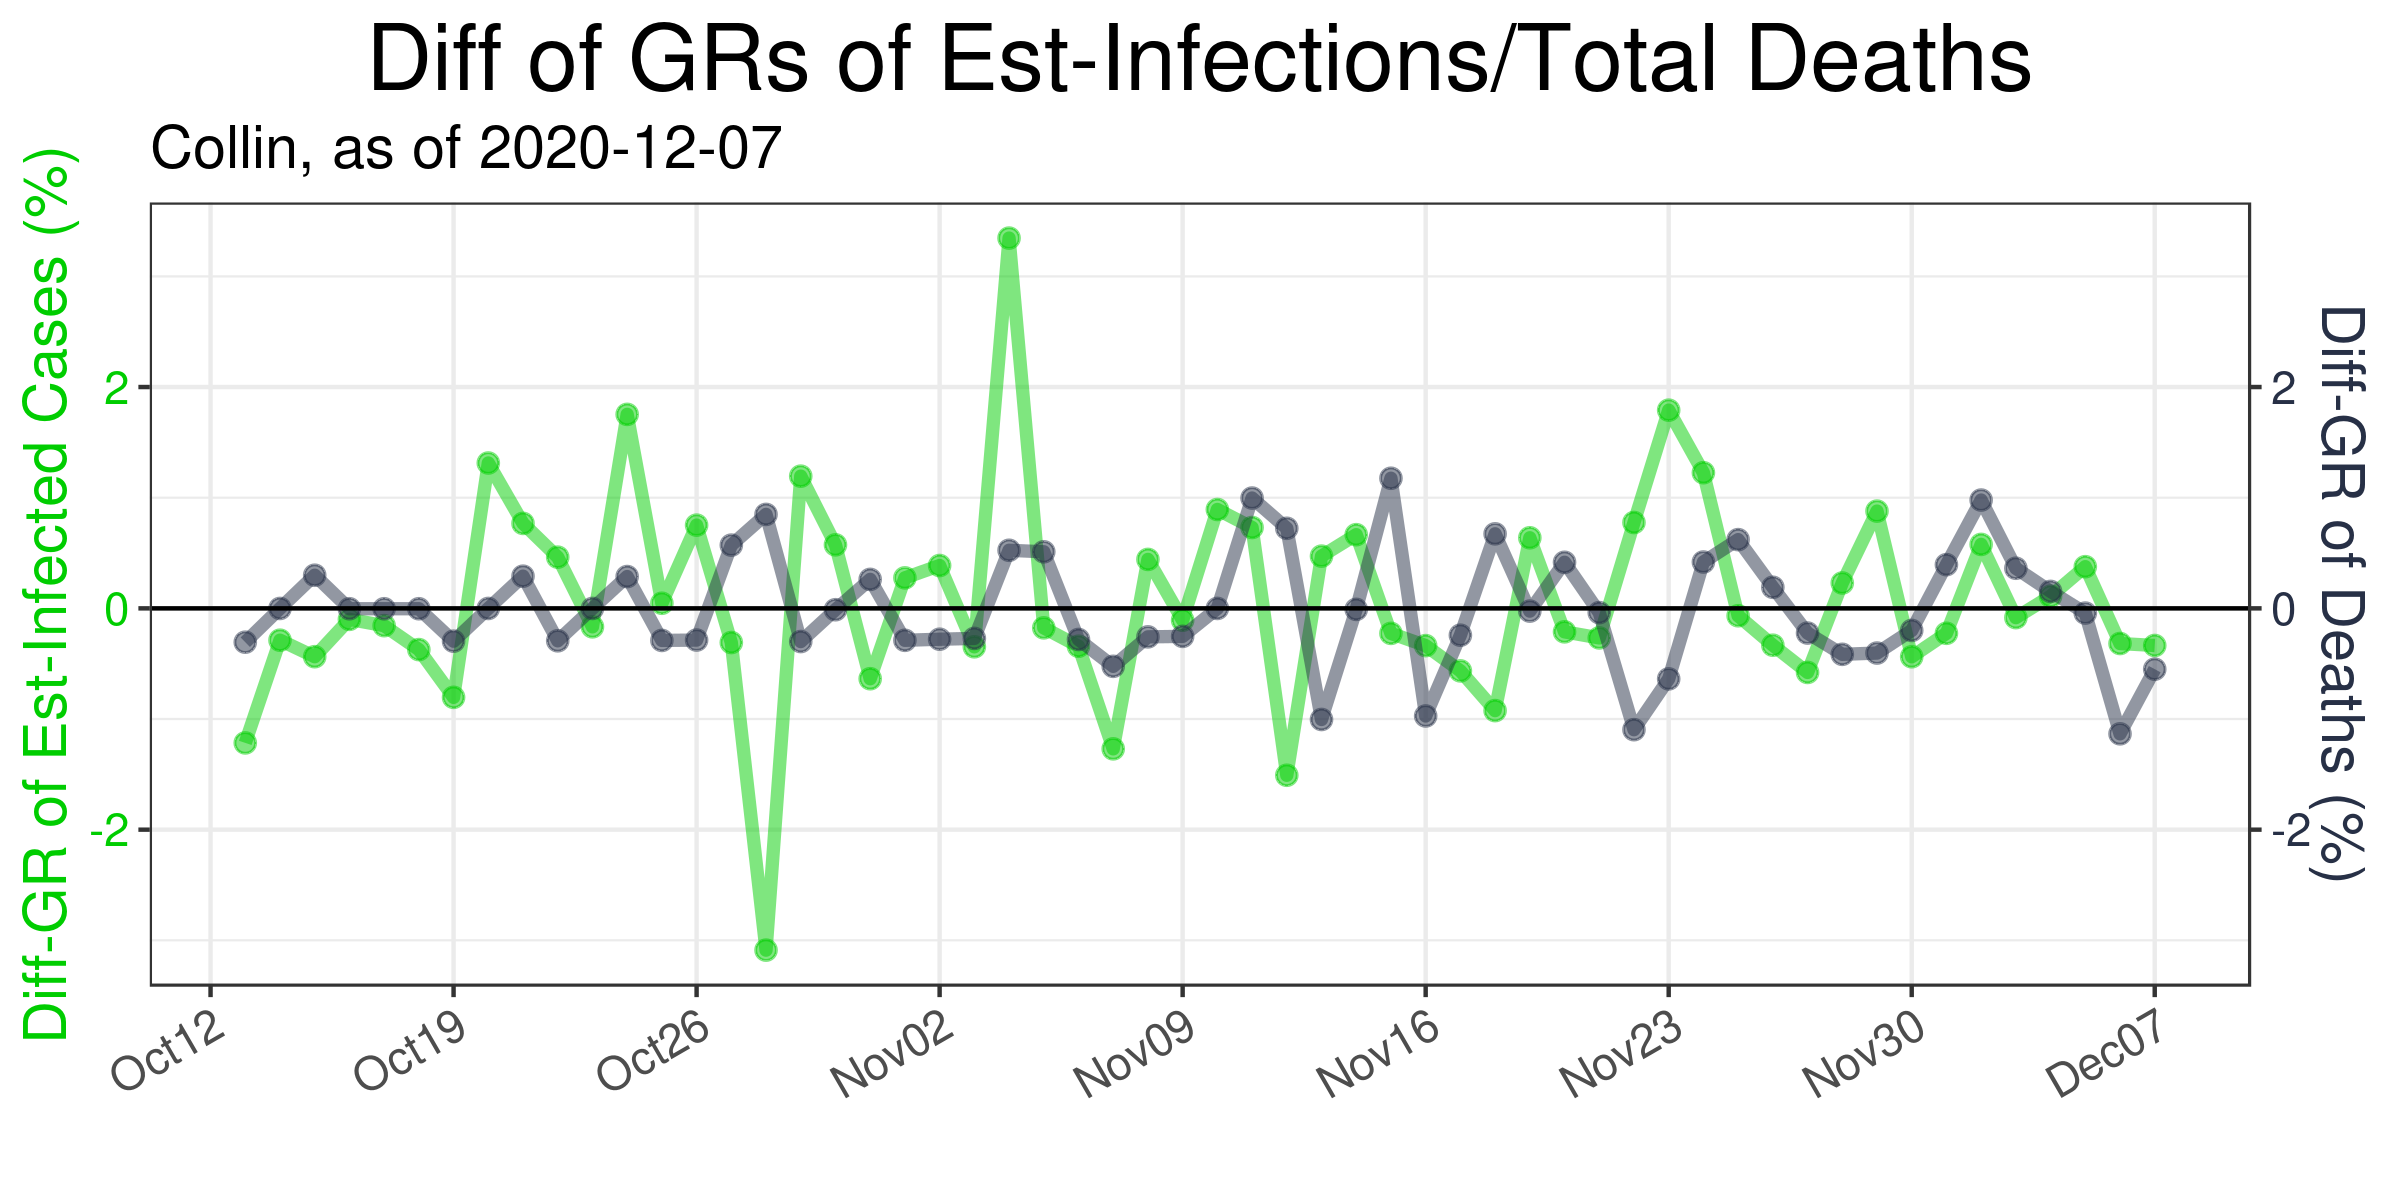 Diff of GRs of Est-Infections/Total Deaths
Collin, as of 2020-12-07
Diff-GR of Est-Infected Cases (%)
2
0
-2
2
0
-2
Diff-GR of Deaths (%)
Oct12
Oct19
Oct26
Nov02
Nov09
Nov16
Nov23
Nov30
Dec07